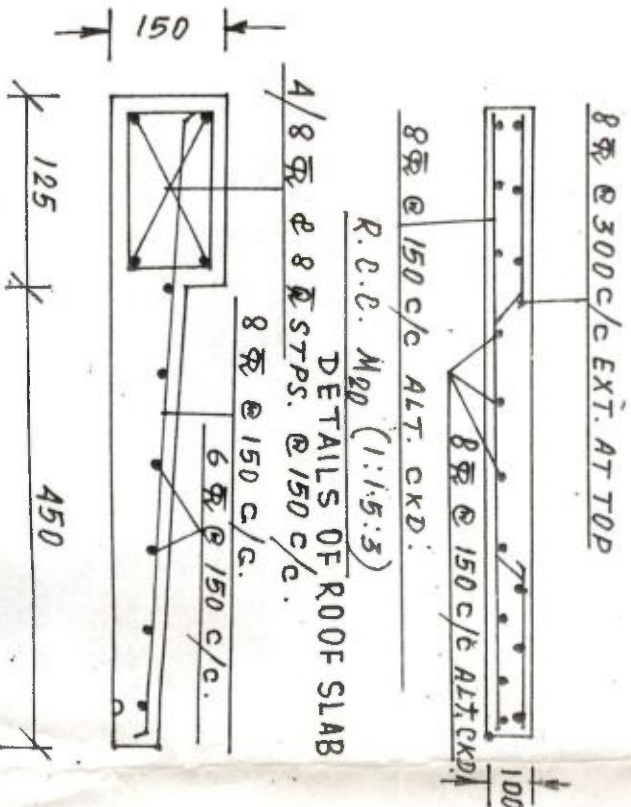 8 Ⓡ @ 300 C/C EXT. AT TOP
100
8 Ⓡ @ 150 C/C ALT. CKD.
8 Ⓡ @ 150 C/C ALT. CKD.
R.C.C. M20 (1:1.5:3)
DETAILS OF ROOF SLAB
4/8 Ⓡ & 8 Ⓡ STPS. @ 150 C/C.
8 Ⓡ @ 150 C/C.
6 Ⓡ @ 150 C/C.
150
125
450